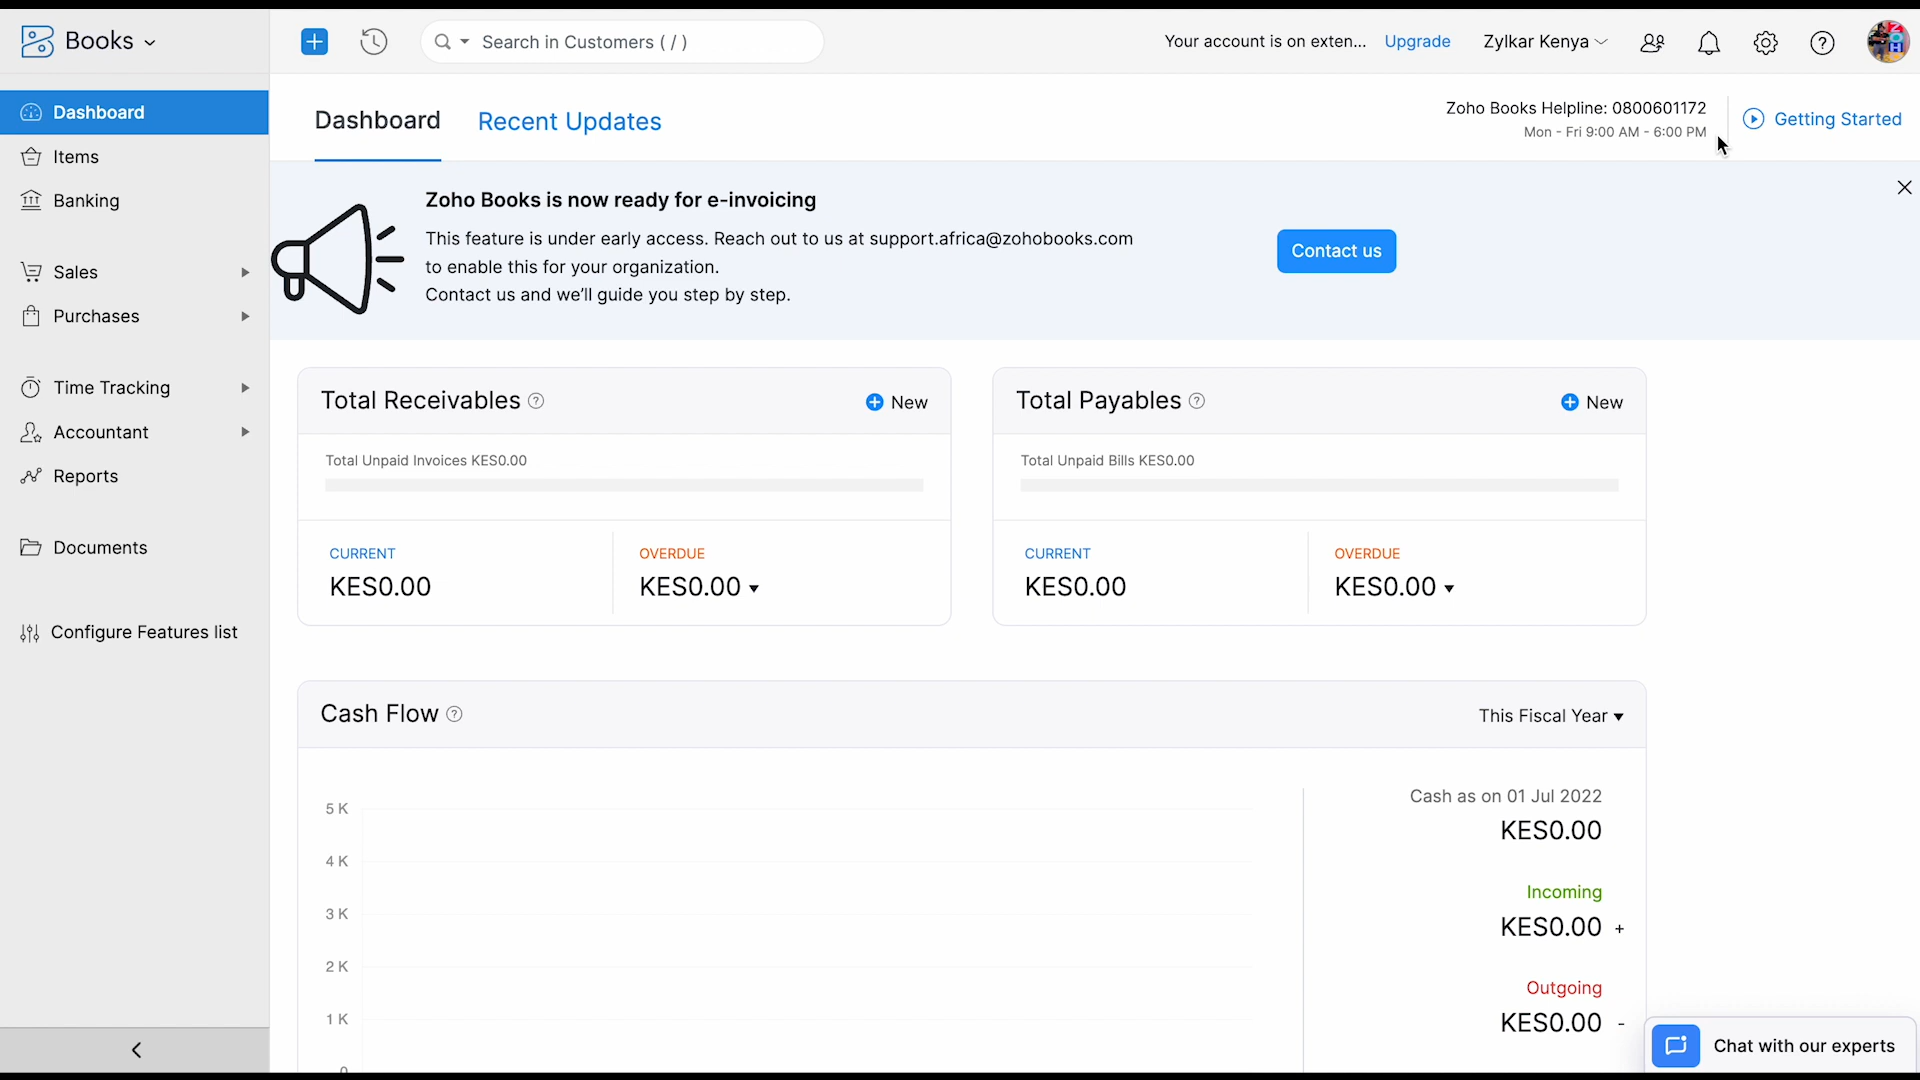 Books
Search in Customers ( / )
Your account is on exten...
Upgrade
Zylkar Kenya
Dashboard
Items
Banking
Sales
Purchases
Time Tracking
Accountant
Reports
Documents
Configure Features list
Dashboard
Recent Updates
Zoho Books Helpline: 0800601172
Mon - Fri 9:00 AM - 6:00 PM
Getting Started
Zoho Books is now ready for e-invoicing
This feature is under early access. Reach out to us at support.africa@zohobooks.com
to enable this for your organization.
Contact us and we'll guide you step by step.
Contact us
Total Receivables
New
Total Unpaid Invoices KES0.00
CURRENT
KES0.00
OVERDUE
KES0.00
Total Payables
New
Total Unpaid Bills KES0.00
CURRENT
KES0.00
OVERDUE
KES0.00
Cash Flow
This Fiscal Year
5 K
4 K
3 K
2 K
1 K
0
Cash as on 01 Jul 2022
KES0.00
Incoming
KES0.00 +
Outgoing
KES0.00 -
Chat with our experts